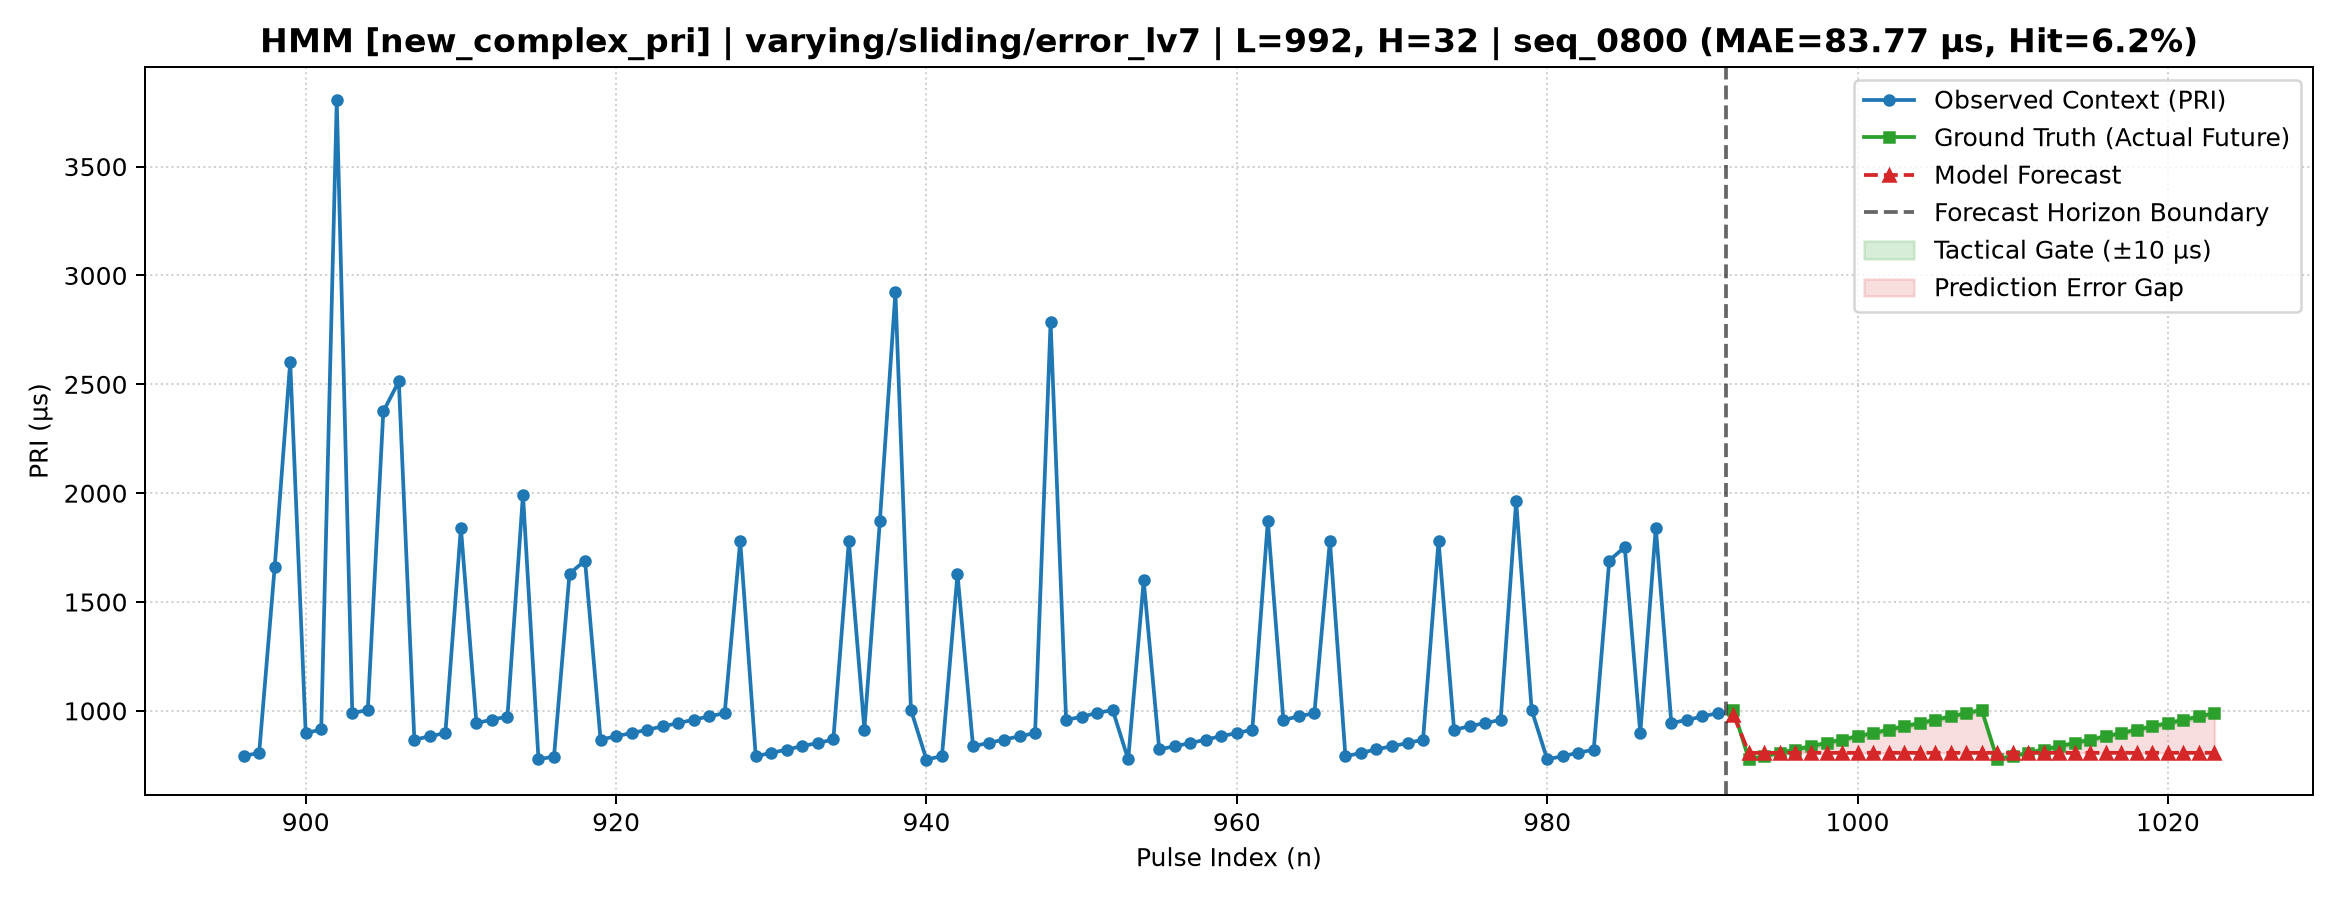 HMM [new_complex_pri] | varying/sliding/error_lv7 | L=992, H=32 | seq_0800 (MAE=83.77 µs, Hit=6.2%)
Observed Context (PRI)
Ground Truth (Actual Future)
Model Forecast
Forecast Horizon Boundary
Tactical Gate (±10 µs)
Prediction Error Gap
PRI (µs)
3500
3000
2500
2000
1500
1000
900
920
940
960
980
1000
1020
Pulse Index (n)